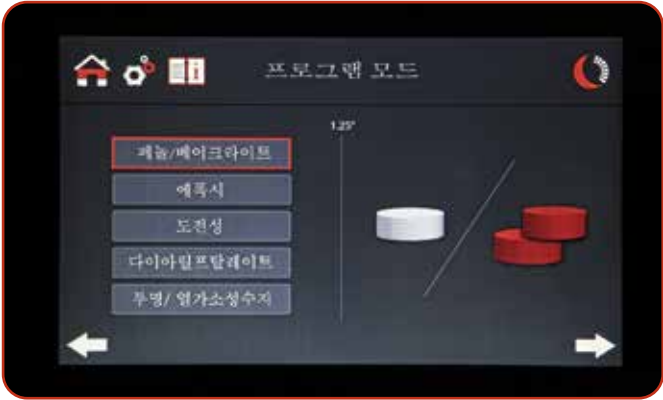 프로그램 모드
1.25"
페놀/베이크라이트
에폭시
도전성
다이아릴프탈레이트
투명/ 열가소성수지